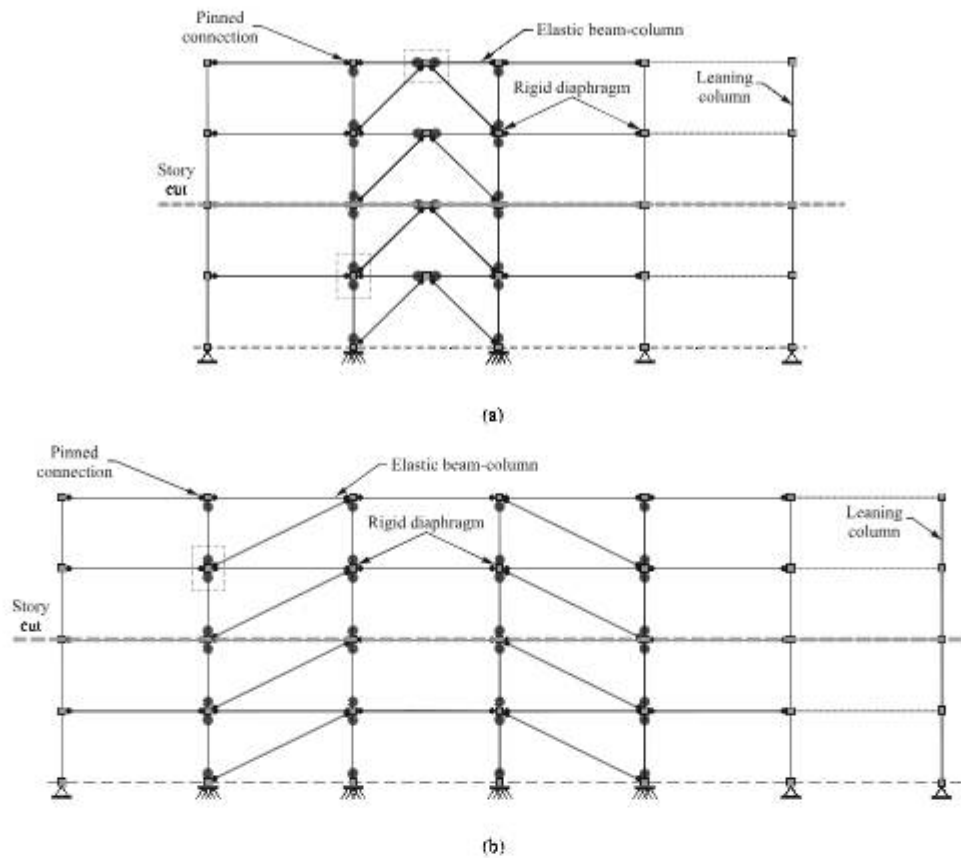 Pinned
connection
Elastic beam-column
Leaning
column
Rigid diaphragm
Story
cut
(a)
Pinned
connection
Elastic beam-column
Leaning
column
Rigid diaphragm
Story
cut
(b)